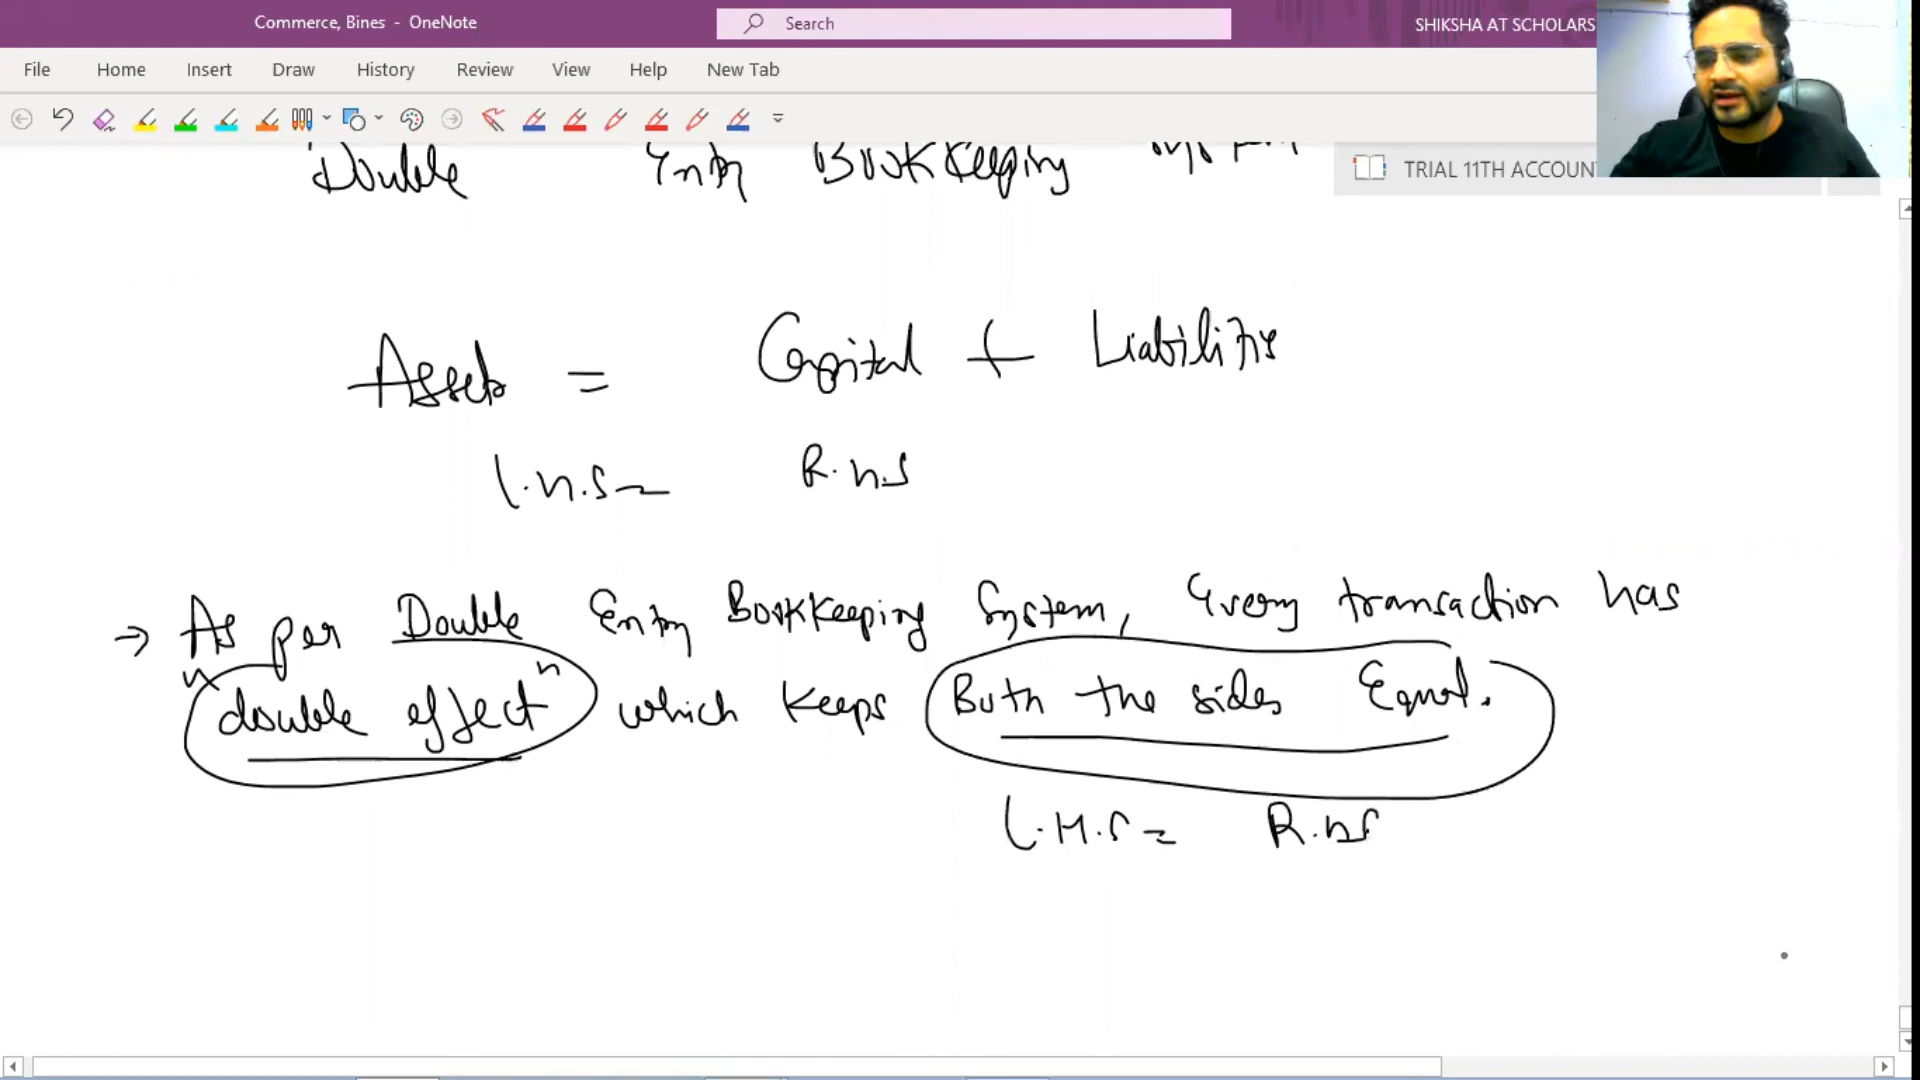 Commerce, Bines - OneNote
Search
SHIKSHA AT SCHOLARS
File Home Insert Draw History Review View Help New Tab
TRIAL 11TH ACCOUN
Double Entry Bookkeeping
Assets = Capital + Liabilities
L.H.S = R.H.S
→ As per Double Entry Bookkeeping System, Every transaction has
"double effect" which keeps Both the sides Equal.
L.H.S = R.H.S